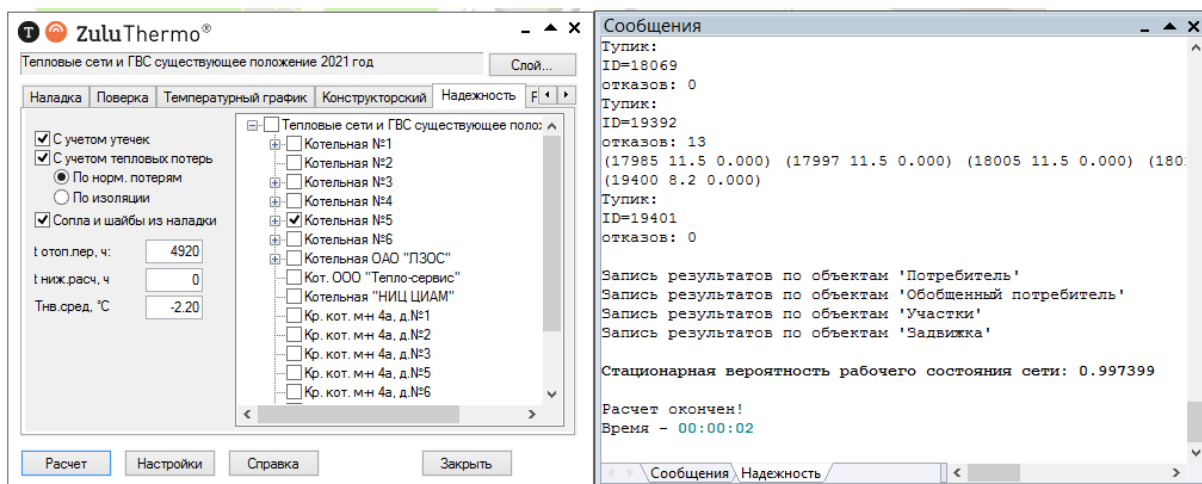 ZuluThermo®
Тепловые сети и ГВС существующее положение 2021 год
Слой...
Наладка
Поверка
Температурный график
Конструкторский
Надежность
С учетом утечек
С учетом тепловых потерь
По норм. потерям
По изоляции
Сопла и шайбы из наладки
t отоп.пер, ч: 4920
t ниж.расч, ч 0
Тнв.сред, °С -2.20
Тепловые сети и ГВС существующее поло
Котельная №1
Котельная №2
Котельная №3
Котельная №4
Котельная №5
Котельная №6
Котельная ОАО "ЛЗОС"
Кот. ООО "Тепло-сервис"
Котельная "НИЦ ЦИАМ"
Кр. кот. м-н 4а, д.№1
Кр. кот. м-н 4а, д.№2
Кр. кот. м-н 4а, д.№3
Кр. кот. м-н 4а, д.№5
Кр. кот. м-н 4а, д.№6
Расчет
Настройки
Справка
Закрыть
Сообщения
Тупик:
ID=18069
отказов: 0
Тупик:
ID=19392
отказов: 13
(17985 11.5 0.000) (17997 11.5 0.000) (18005 11.5 0.000) (180
(19400 8.2 0.000)
Тупик:
ID=19401
отказов: 0
Запись результатов по объектам 'Потребитель'
Запись результатов по объектам 'Обобщенный потребитель'
Запись результатов по объектам 'Участки'
Запись результатов по объектам 'Задвижка'
Стационарная вероятность рабочего состояния сети: 0.997399
Расчет окончен!
Время - 00:00:02
Сообщения
Надежность